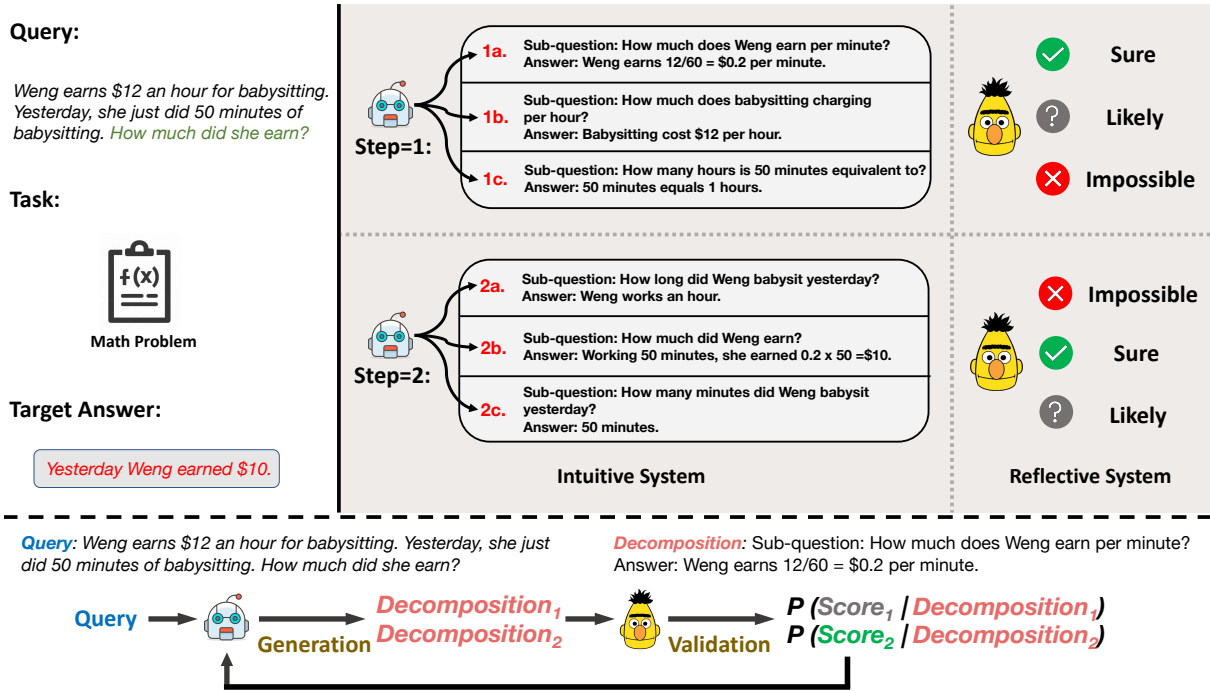 Query:
Weng earns $12 an hour for babysitting.
Yesterday, she just did 50 minutes of
babysitting. How much did she earn?
Task:
f(x)
Math Problem
Target Answer:
Yesterday Weng earned $10.
Step=1:
1a.
Sub-question: How much does Weng earn per minute?
Answer: Weng earns 12/60 = $0.2 per minute.
1b.
Sub-question: How much does babysitting charging
per hour?
Answer: Babysitting cost $12 per hour.
1c.
Sub-question: How many hours is 50 minutes equivalent to?
Answer: 50 minutes equals 1 hours.
Sure
?
Likely
Impossible
Step=2:
2a.
Sub-question: How long did Weng babysit yesterday?
Answer: Weng works an hour.
2b.
Sub-question: How much did Weng earn?
Answer: Working 50 minutes, she earned 0.2 x 50 =$10.
2c.
Sub-question: How many minutes did Weng babysit
yesterday?
Answer: 50 minutes.
Impossible
Sure
?
Likely
Intuitive System
Reflective System
Query: Weng earns $12 an hour for babysitting. Yesterday, she just
did 50 minutes of babysitting. How much did she earn?
Decomposition: Sub-question: How much does Weng earn per minute?
Answer: Weng earns 12/60 = $0.2 per minute.
Query
Generation
Decomposition₁
Decomposition₂
Validation
P (Score₁ | Decomposition₁)
P (Score₂ | Decomposition₂)